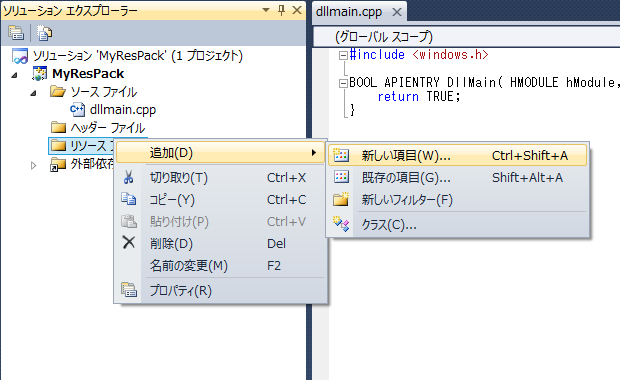 ソリューション エクスプローラー
ソリューション 'MyResPack' (1 プロジェクト)
MyResPack
ソース ファイル
dllmain.cpp
ヘッダー ファイル
リソース
外部依存
追加(D)
切り取り(T) Ctrl+X
コピー(Y) Ctrl+C
貼り付け(P) Ctrl+V
削除(D) Del
名前の変更(M) F2
プロパティ(R)
新しい項目(W)... Ctrl+Shift+A
既存の項目(G)... Shift+Alt+A
新しいフィルター(F)
クラス(C)...
dllmain.cpp
(グローバル スコープ)
#include <windows.h>
BOOL APIENTRY DllMain( HMODULE hModule,
return TRUE;
}